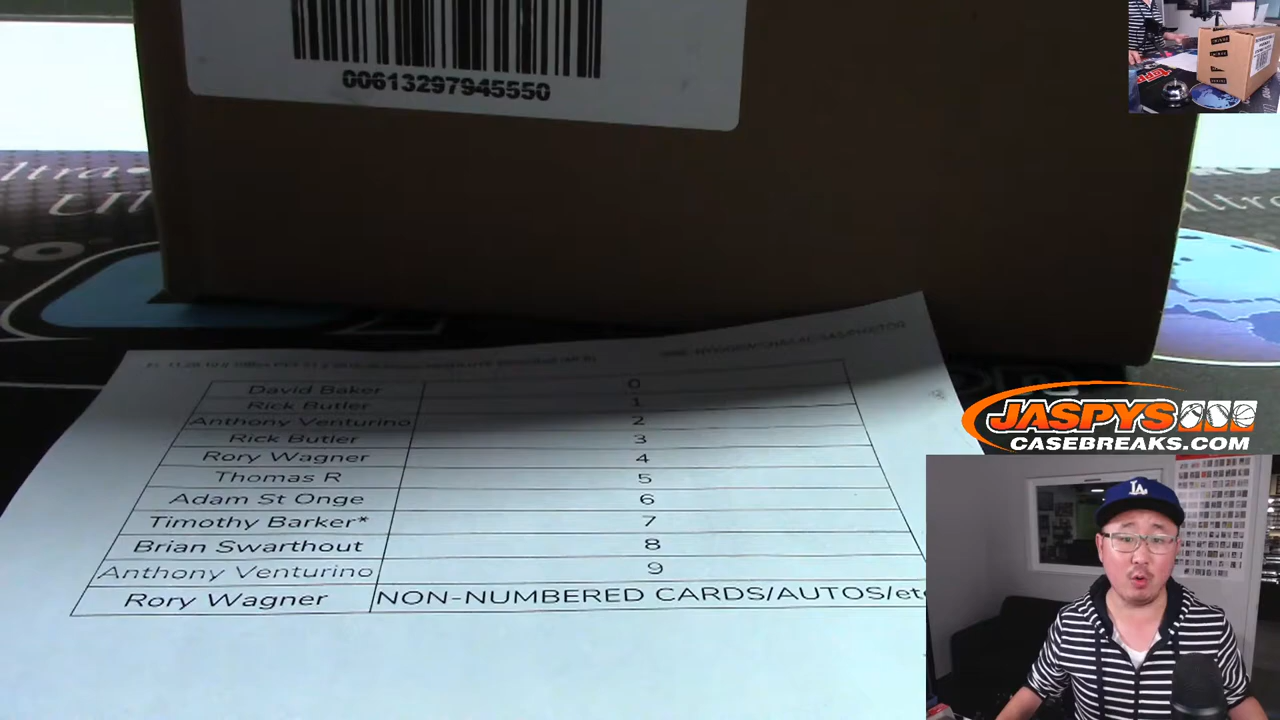 00613297945550
David Baker 0
Rick Butler 1
Anthony Venturino 2
Rick Butler 3
Rory Wagner 4
Thomas R 5
Adam St Onge 6
Timothy Barker* 7
Brian Swarthout 8
Anthony Venturino 9
Rory Wagner NON-NUMBERED CARDS/AUTOS/etc
JASPYS
CASEBREAKS.COM
LA